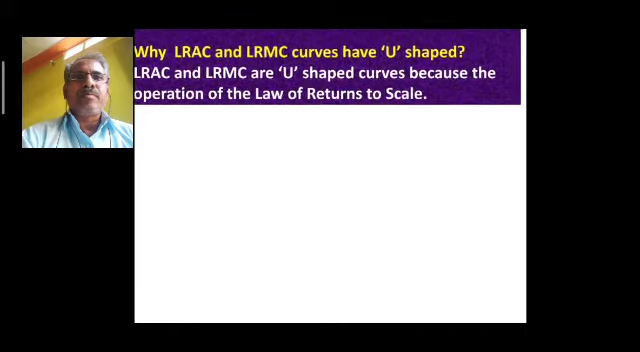 Why LRAC and LRMC curves have ‘U’ shaped?
LRAC and LRMC are ‘U’ shaped curves because the
operation of the Law of Returns to Scale.